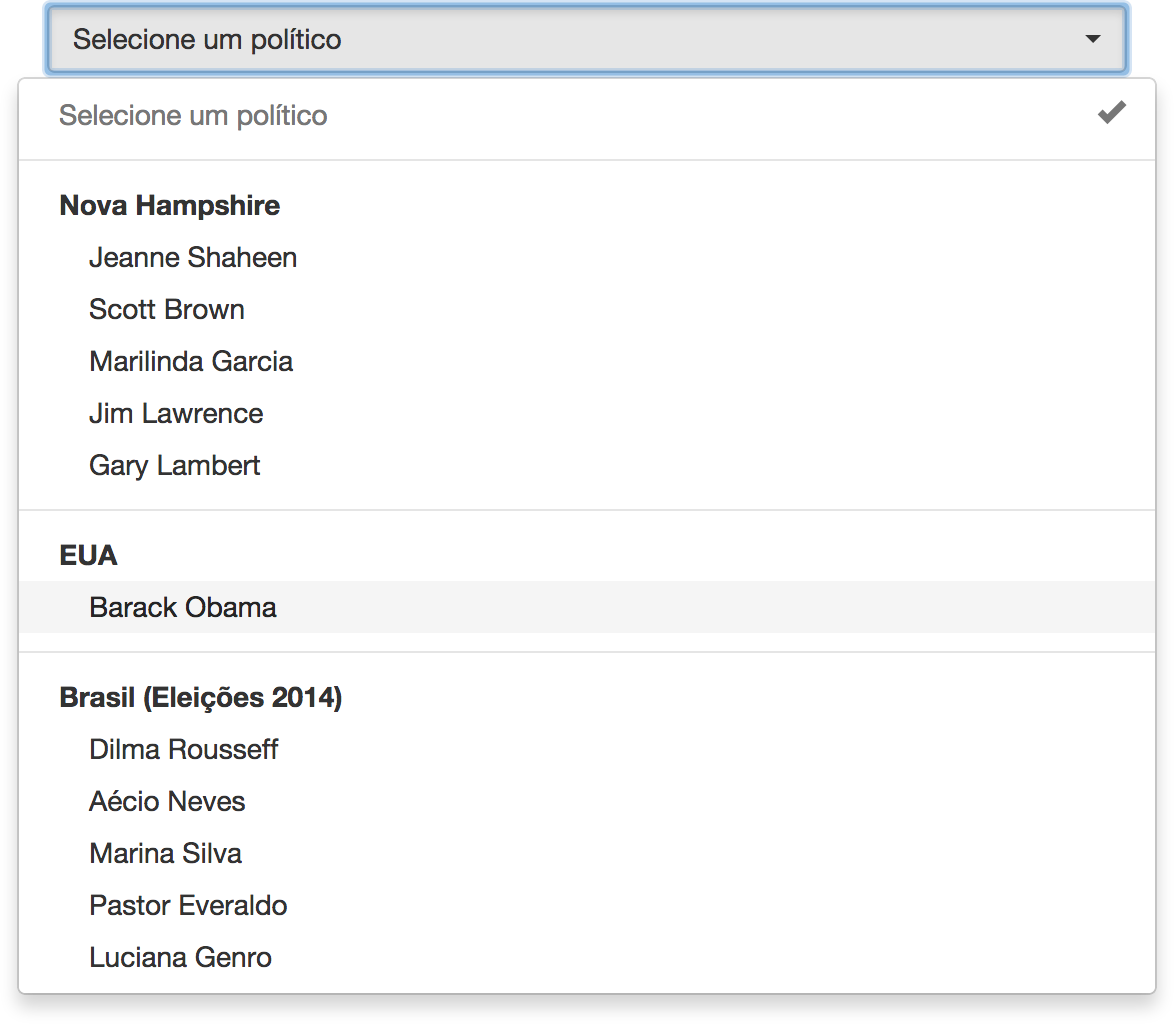 Selecione um político
Selecione um político
Nova Hampshire
Jeanne Shaheen
Scott Brown
Marilinda Garcia
Jim Lawrence
Gary Lambert
EUA
Barack Obama
Brasil (Eleições 2014)
Dilma Rousseff
Aécio Neves
Marina Silva
Pastor Everaldo
Luciana Genro